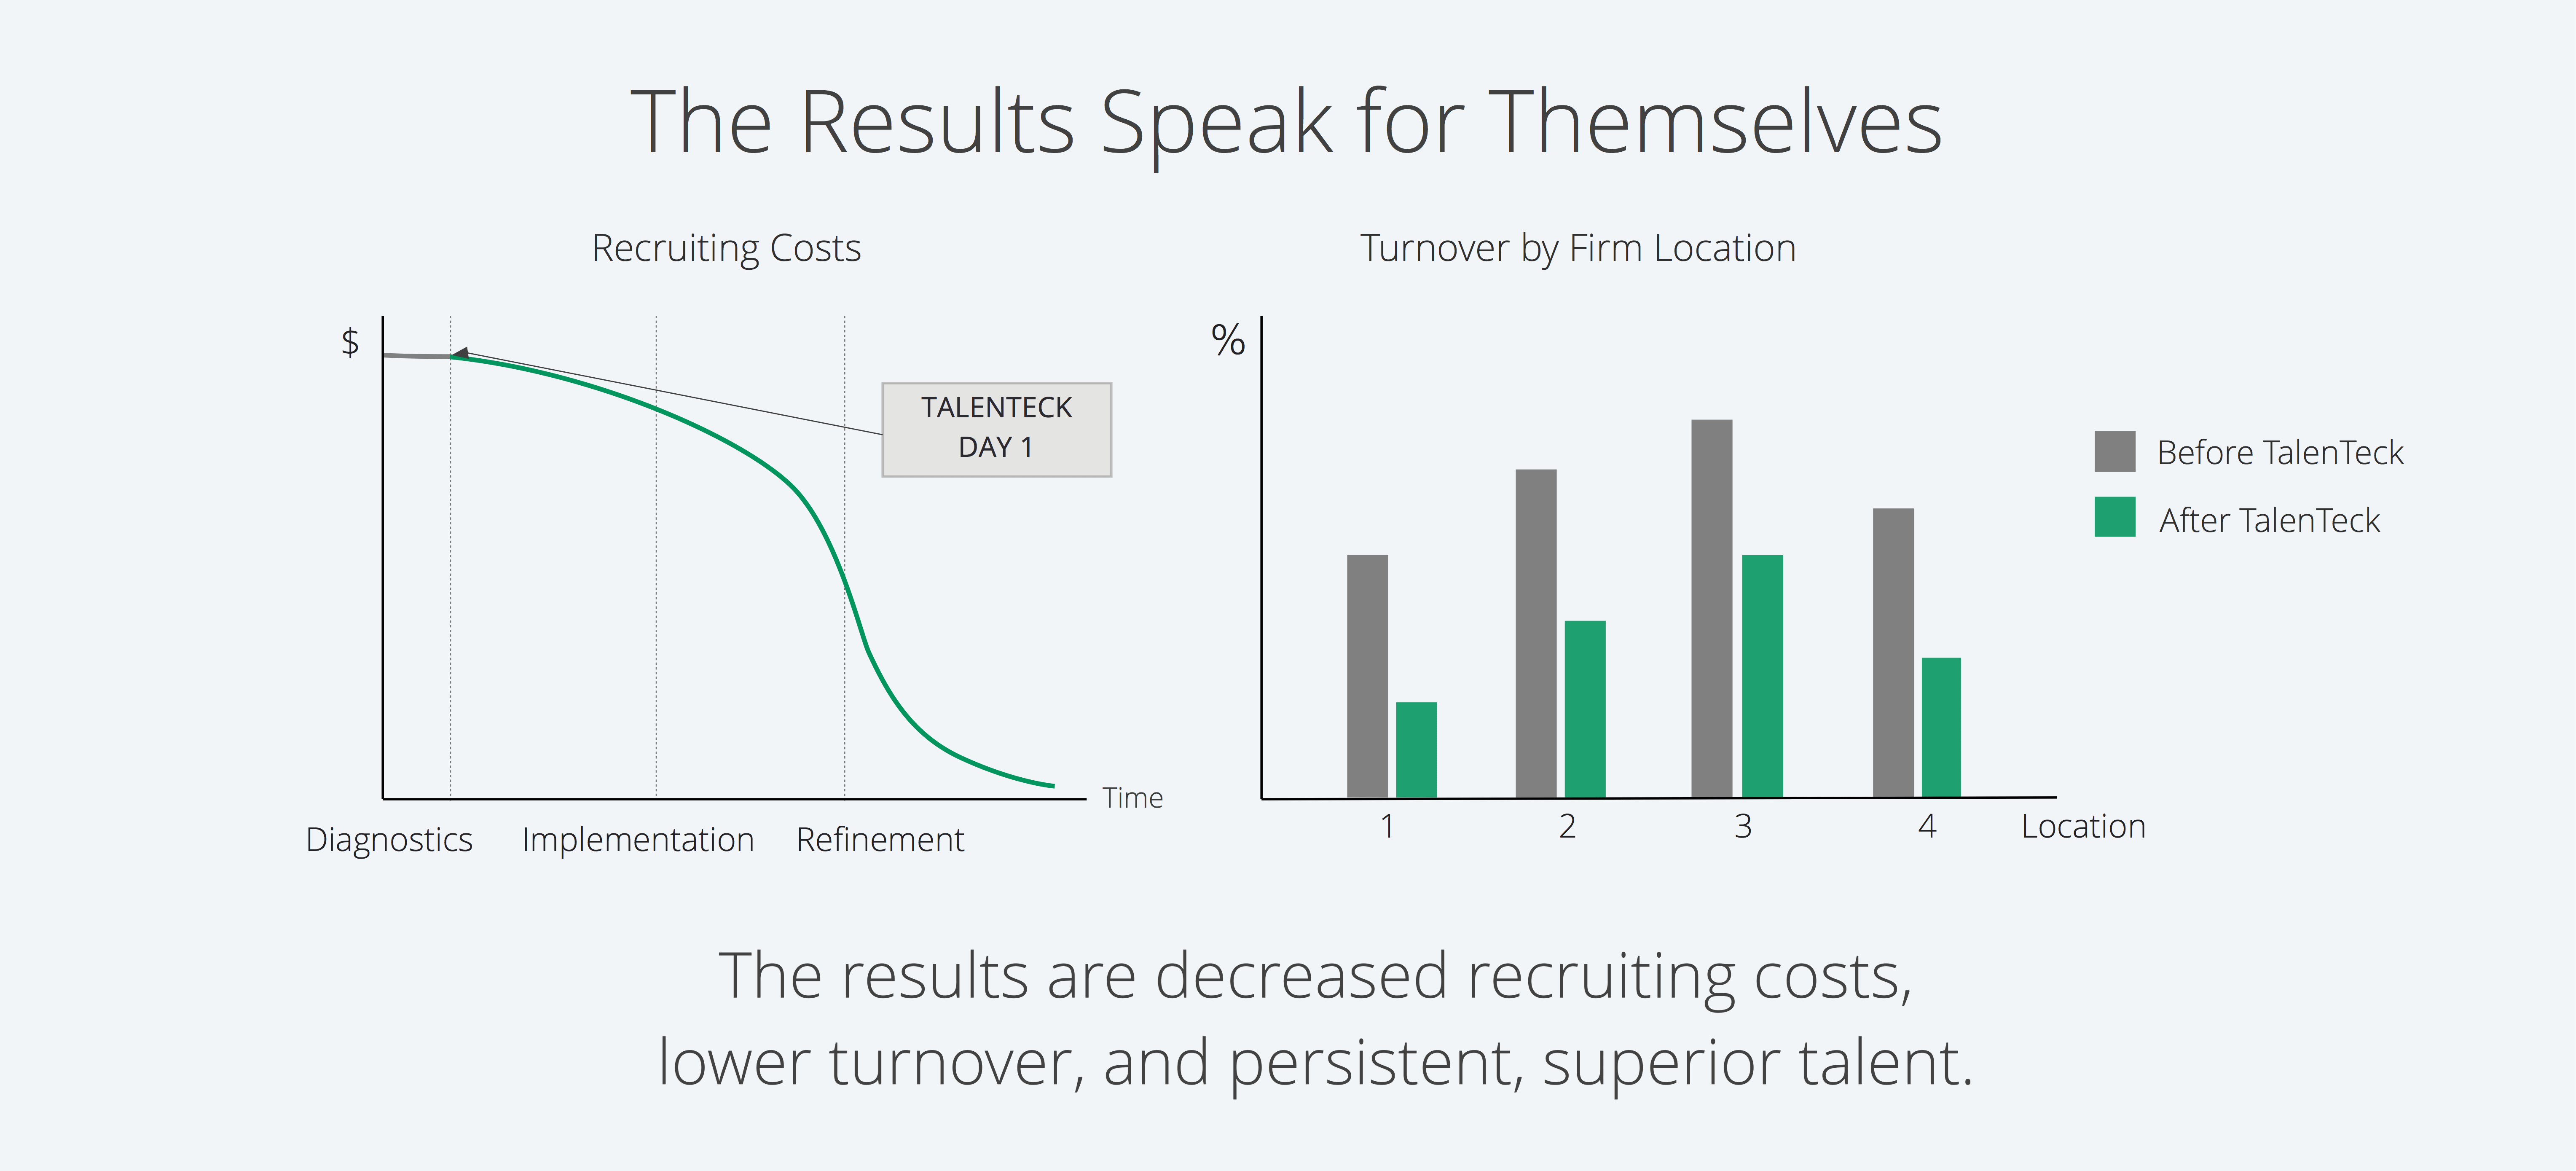 The Results Speak for Themselves
Recruiting Costs
$
TALENTECK
DAY 1
Time
Diagnostics
Implementation
Refinement
Turnover by Firm Location
%
Before TalenTeck
After TalenTeck
1
2
3
4
Location
The results are decreased recruiting costs,
lower turnover, and persistent, superior talent.